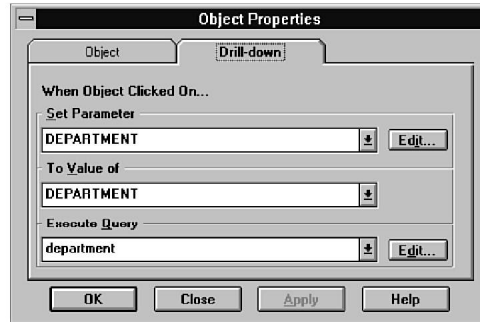 Object Properties
Object
Drill-down
When Object Clicked On...
Set Parameter
DEPARTMENT
Edit...
To Value of
DEPARTMENT
Execute Query
department
Edit...
OK
Close
Apply
Help